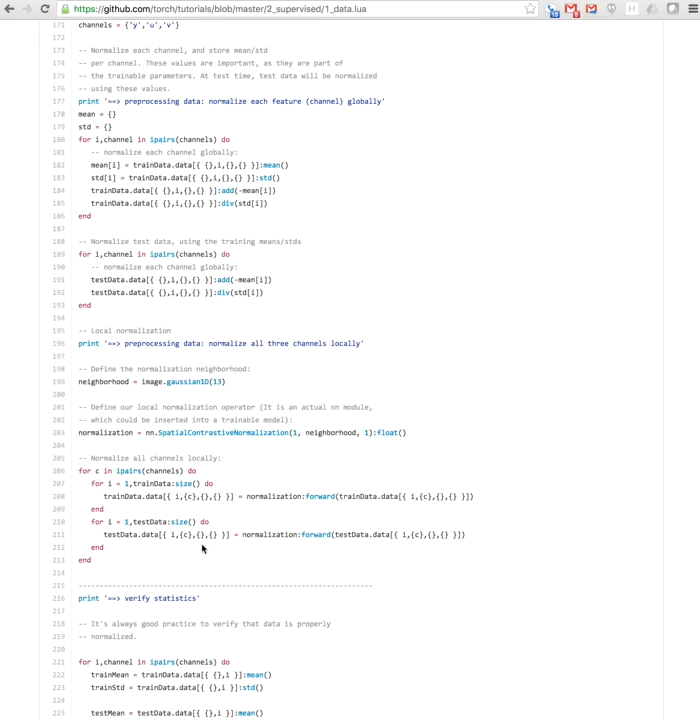 https://github.com/torch/tutorials/blob/master/2_supervised/1_data.lua
171 channels = {'y','u','v'}
172
173 -- Normalize each channel, and store mean/std
174 -- per channel. These values are important, as they are part of
175 -- the trainable parameters. At test time, test data will be normalized
176 -- using these values.
177 print '==> preprocessing data: normalize each feature (channel) globally'
178 mean = {}
179 std = {}
180 for i,channel in ipairs(channels) do
181 -- normalize each channel globally:
182 mean[i] = trainData.data[{ {},i,{},{} }]:mean()
183 std[i] = trainData.data[{ {},i,{},{} }]:std()
184 trainData.data[{ {},i,{},{} }]:add(-mean[i])
185 trainData.data[{ {},i,{},{} }]:div(std[i])
186 end
187
188 -- Normalize test data, using the training means/stds
189 for i,channel in ipairs(channels) do
190 -- normalize each channel globally:
191 testData.data[{ {},i,{},{} }]:add(-mean[i])
192 testData.data[{ {},i,{},{} }]:div(std[i])
193 end
194
195 -- Local normalization
196 print '==> preprocessing data: normalize all three channels locally'
197
198 -- Define the normalization neighborhood:
199 neighborhood = image.gaussian1D(13)
200
201 -- Define our local normalization operator (It is an actual nn module,
202 -- which could be inserted into a trainable model):
203 normalization = nn.SpatialContrastiveNormalization(1, neighborhood, 1):float()
204
205 -- Normalize all channels locally:
206 for c in ipairs(channels) do
207 for i = 1,trainData:size() do
208 trainData.data[{ i,{c},{},{} }] = normalization:forward(trainData.data[{ i,{c},{},{} }])
209 end
210 for i = 1,testData:size() do
211 testData.data[{ i,{c},{},{} }] = normalization:forward(testData.data[{ i,{c},{},{} }])
212 end
213 end
214
215 ----------------------------------------------------------------------
216 print '==> verify statistics'
217
218 -- It's always good practice to verify that data is properly
219 -- normalized.
220
221 for i,channel in ipairs(channels) do
222 trainMean = trainData.data[{ {},i }]:mean()
223 trainStd = trainData.data[{ {},i }]:std()
224
225 testMean = testData.data[{ {},i }]:mean()